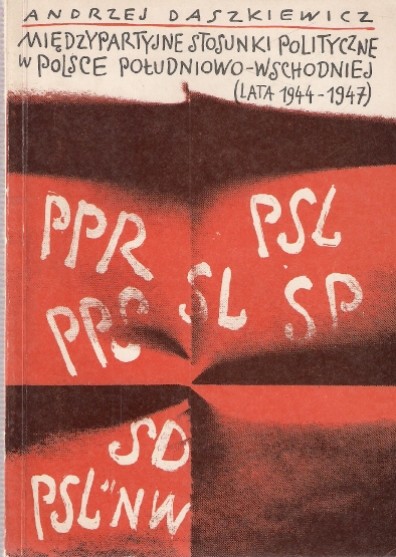 ANDRZEJ DASZKIEWICZ
MIĘDZYPARTYJNE STOSUNKI POLITYCZNE
W POLSCE POŁUDNIOWO-WSCHODNIEJ
(LATA 1944-1947)
PPR PSL
SL
PPS SP
SD
PSL"NW